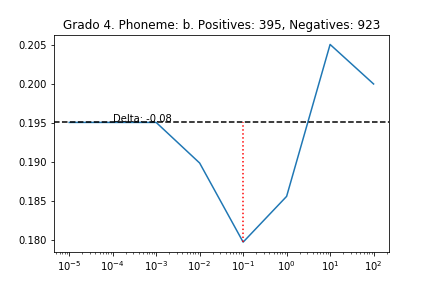 Grado 4. Phoneme: b. Positives: 395, Negatives: 923
0.205
0.200
0.195
0.190
0.185
0.180
Delta: -0.08
10⁻⁵ 10⁻⁴ 10⁻³ 10⁻² 10⁻¹ 10⁰ 10¹ 10²